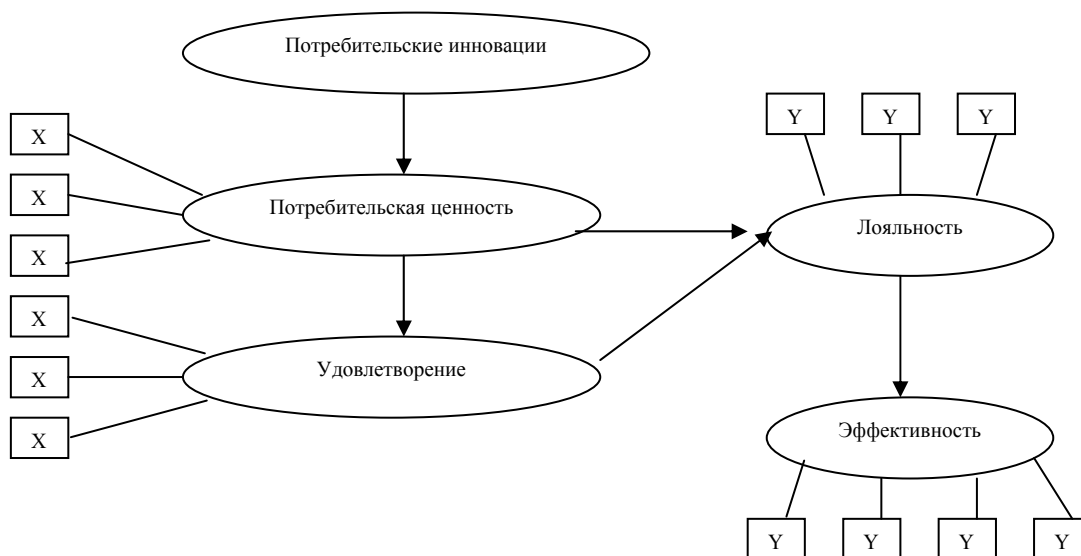 Потребительские инновации
Y Y Y
X
X
Потребительская ценность
Лояльность
X
X
Удовлетворение
X
X
Эффективность
Y Y Y Y